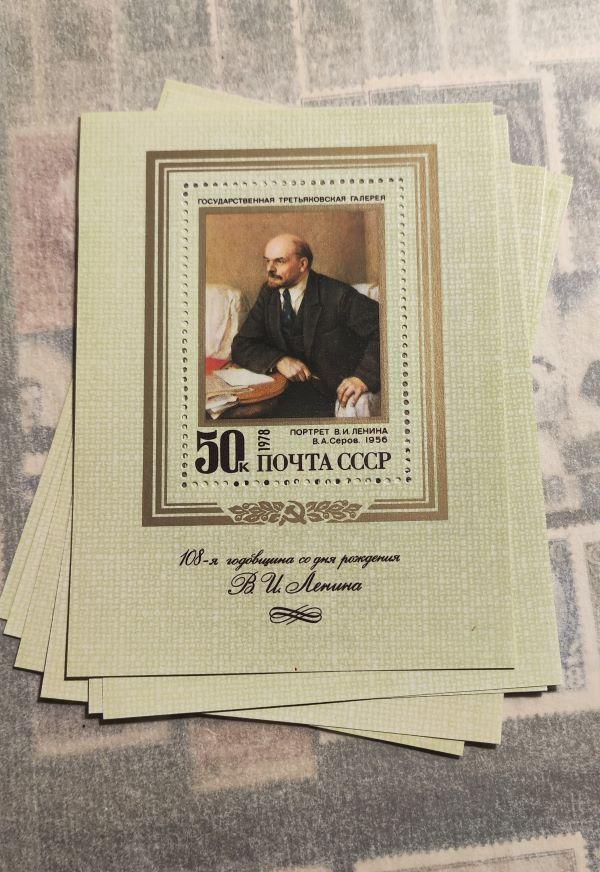 ГОСУДАРСТВЕННАЯ ТРЕТЬЯКОВСКАЯ ГАЛЕРЕЯ
ПОРТРЕТ В.И. ЛЕНИНА
В.А. Серов. 1956
50к 1978 ПОЧТА СССР
108-я годовщина со дня рождения
В. И. Ленина